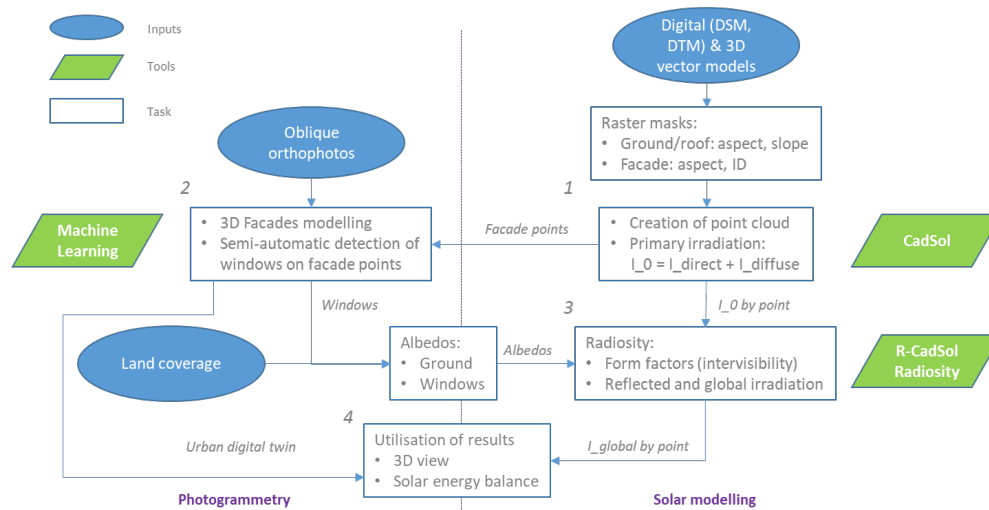 Inputs
Tools
Task
Digital (DSM,
DTM) & 3D
vector models
Oblique
orthophotos
Raster masks:
• Ground/roof: aspect, slope
• Facade: aspect, ID
2
1
Machine
Learning
• 3D Facades modelling
• Semi-automatic detection of
windows on facade points
Facade points
• Creation of point cloud
• Primary irradiation:
I_0 = I_direct + I_diffuse
CadSol
Windows
I_0 by point
3
Land coverage
Albedos:
• Ground
• Windows
Albedos
Radiosity:
• Form factors (intervisibility)
• Reflected and global irradiation
R-CadSol
Radiosity
4
Urban digital twin
Utilisation of results
• 3D view
• Solar energy balance
I_global by point
Photogrammetry
Solar modelling